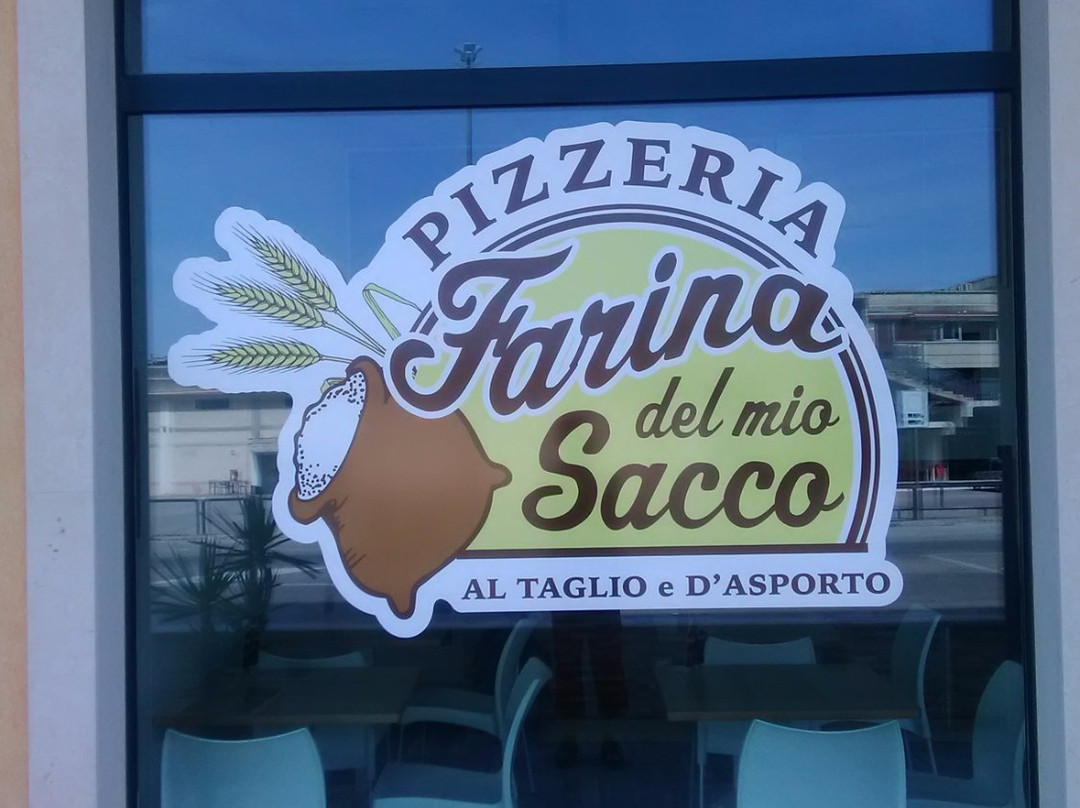 PIZZERIA
Farina
del mio
Sacco
AL TAGLIO e D'ASPORTO